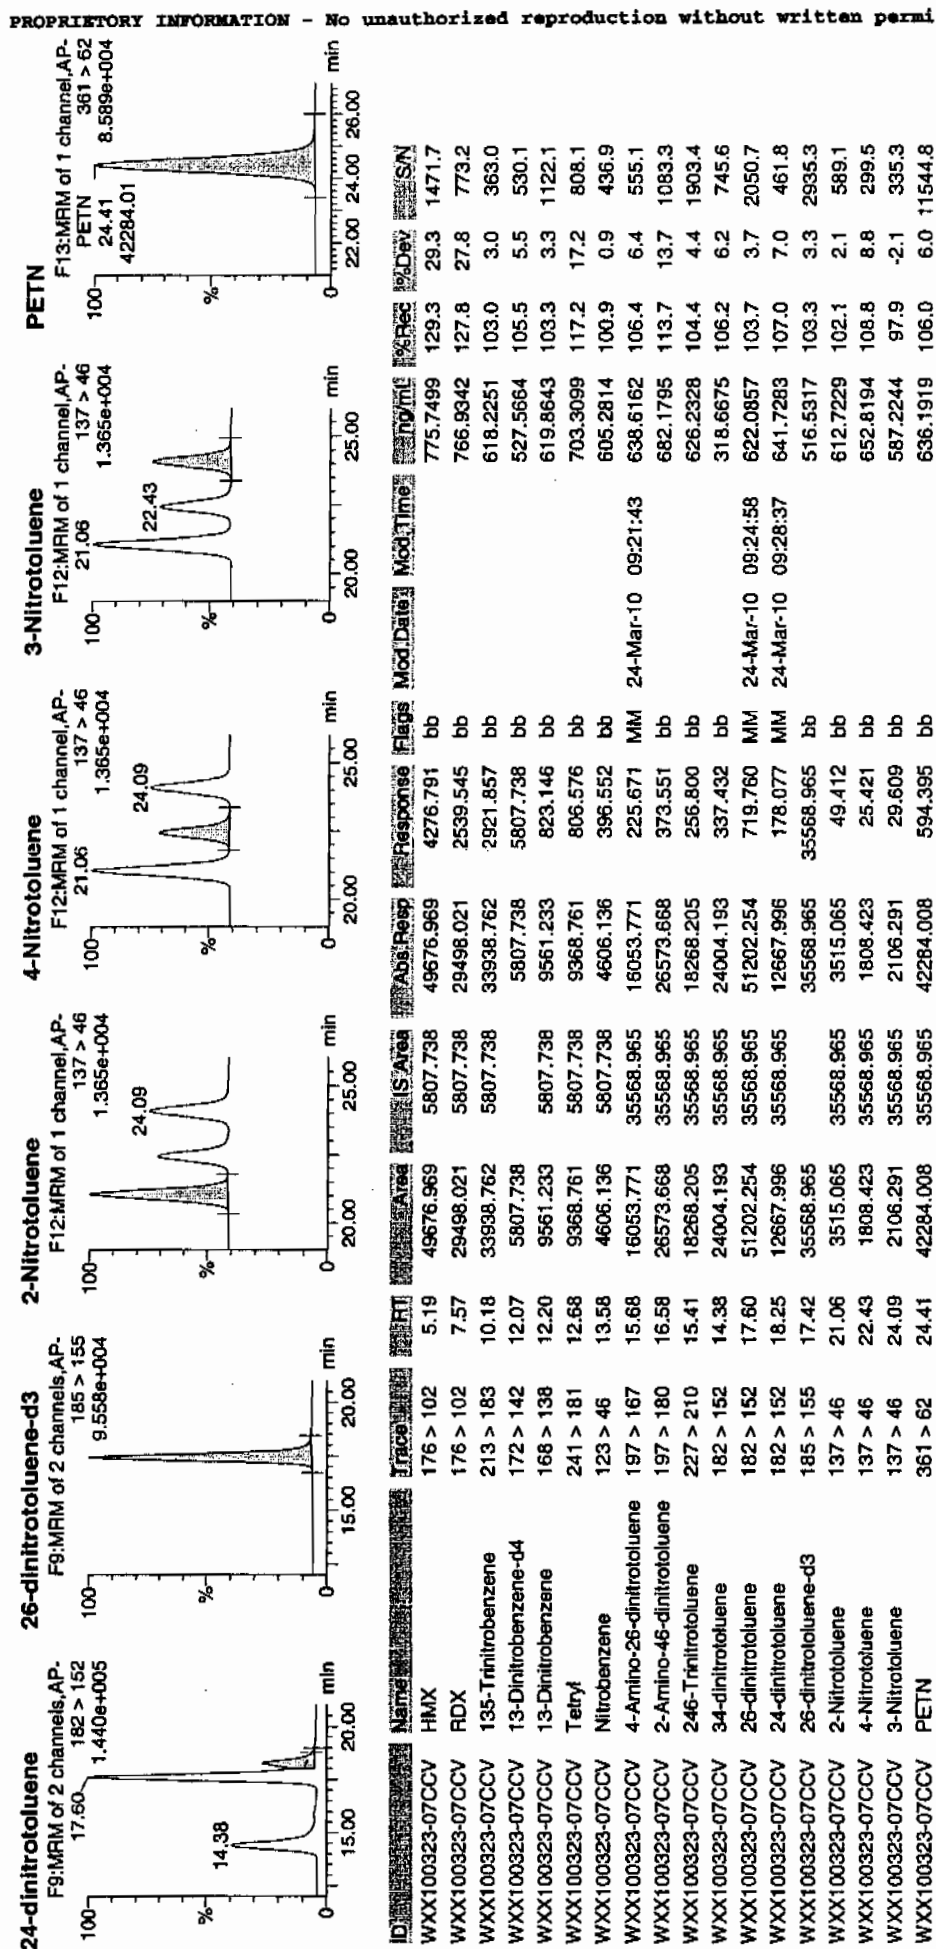 PROPRIETORY INFORMATION - No unauthorized reproduction without written permi
24-dinitrotoluene
F9:MRM of 2 channels,AP-
182 > 152
1.440e+005
17.60
14.38
100
%
0
15.00
20.00
min
26-dinitrotoluene-d3
F9:MRM of 2 channels,AP-
185 > 155
9.558e+004
100
%
0
15.00
20.00
min
2-Nitrotoluene
F12:MRM of 1 channel,AP-
137 > 46
1.365e+004
24.09
100
%
0
20.00
25.00
min
4-Nitrotoluene
F12:MRM of 1 channel,AP-
21.06
137 > 46
1.365e+004
24.09
100
%
0
20.00
25.00
min
3-Nitrotoluene
F12:MRM of 1 channel,AP-
21.06
137 > 46
1.365e+004
22.43
100
%
0
20.00
25.00
min
PETN
F13:MRM of 1 channel,AP-
PETN
24.41
42284.01
361 > 62
8.589e+004
100
%
0
22.00
24.00
26.00
min
ID Name Trace RT Area IS Area Abs.Resp Response Flags Mod.Date Mod.Time ng/mL %Rec %Dev S/N
WXX100323-07CCV HMX 176 > 102 5.19 49676.969 5807.738 49676.969 4276.791 bb 775.7499 129.3 29.3 1471.7
WXX100323-07CCV RDX 176 > 102 7.57 29498.021 5807.738 29498.021 2539.545 bb 766.9342 127.8 27.8 773.2
WXX100323-07CCV 135-Trinitrobenzene 213 > 183 10.18 33938.762 5807.738 33938.762 2921.857 bb 618.2251 103.0 3.0 363.0
WXX100323-07CCV 13-Dinitrobenzene-d4 172 > 142 12.07 5807.738 5807.738 5807.738 bb 527.5664 105.5 5.5 530.1
WXX100323-07CCV 13-Dinitrobenzene 168 > 138 12.20 9561.233 5807.738 9561.233 823.146 bb 619.8643 103.3 3.3 1122.1
WXX100323-07CCV Tetryl 241 > 181 12.68 9368.761 5807.738 9368.761 806.576 bb 703.3099 117.2 17.2 808.1
WXX100323-07CCV Nitrobenzene 123 > 46 13.58 4606.136 5807.738 4606.136 396.552 bb 605.2814 100.9 0.9 436.9
WXX100323-07CCV 4-Amino-26-dinitrotoluene 197 > 167 15.68 16053.771 35568.965 16053.771 225.671 MM 24-Mar-10 09:21:43 638.6162 106.4 6.4 555.1
WXX100323-07CCV 2-Amino-46-dinitrotoluene 197 > 180 16.58 26573.668 35568.965 26573.668 373.551 bb 682.1795 113.7 13.7 1083.3
WXX100323-07CCV 246-Trinitrotoluene 227 > 210 15.41 18268.205 35568.965 18268.205 256.800 bb 626.2328 104.4 4.4 1903.4
WXX100323-07CCV 34-dinitrotoluene 182 > 152 14.38 24004.193 35568.965 24004.193 337.432 bb 318.6675 106.2 6.2 745.6
WXX100323-07CCV 26-dinitrotoluene 182 > 152 17.60 51202.254 35568.965 51202.254 719.760 MM 24-Mar-10 09:24:58 622.0857 103.7 3.7 2050.7
WXX100323-07CCV 24-dinitrotoluene 182 > 152 18.25 12667.996 35568.965 12667.996 178.077 MM 24-Mar-10 09:28:37 641.7283 107.0 7.0 461.8
WXX100323-07CCV 26-dinitrotoluene-d3 185 > 155 17.42 35568.965 35568.965 35568.965 bb 516.5317 103.3 3.3 2935.3
WXX100323-07CCV 2-Nitrotoluene 137 > 46 21.06 3515.065 35568.965 3515.065 49.412 bb 612.7229 102.1 2.1 589.1
WXX100323-07CCV 4-Nitrotoluene 137 > 46 22.43 1808.423 35568.965 1808.423 25.421 bb 652.8194 108.8 8.8 299.5
WXX100323-07CCV 3-Nitrotoluene 137 > 46 24.09 2106.291 35568.965 2106.291 29.609 bb 587.2244 97.9 -2.1 335.3
WXX100323-07CCV PETN 361 > 62 24.41 42284.008 35568.965 42284.008 594.395 bb 636.1919 106.0 6.0 11544.8